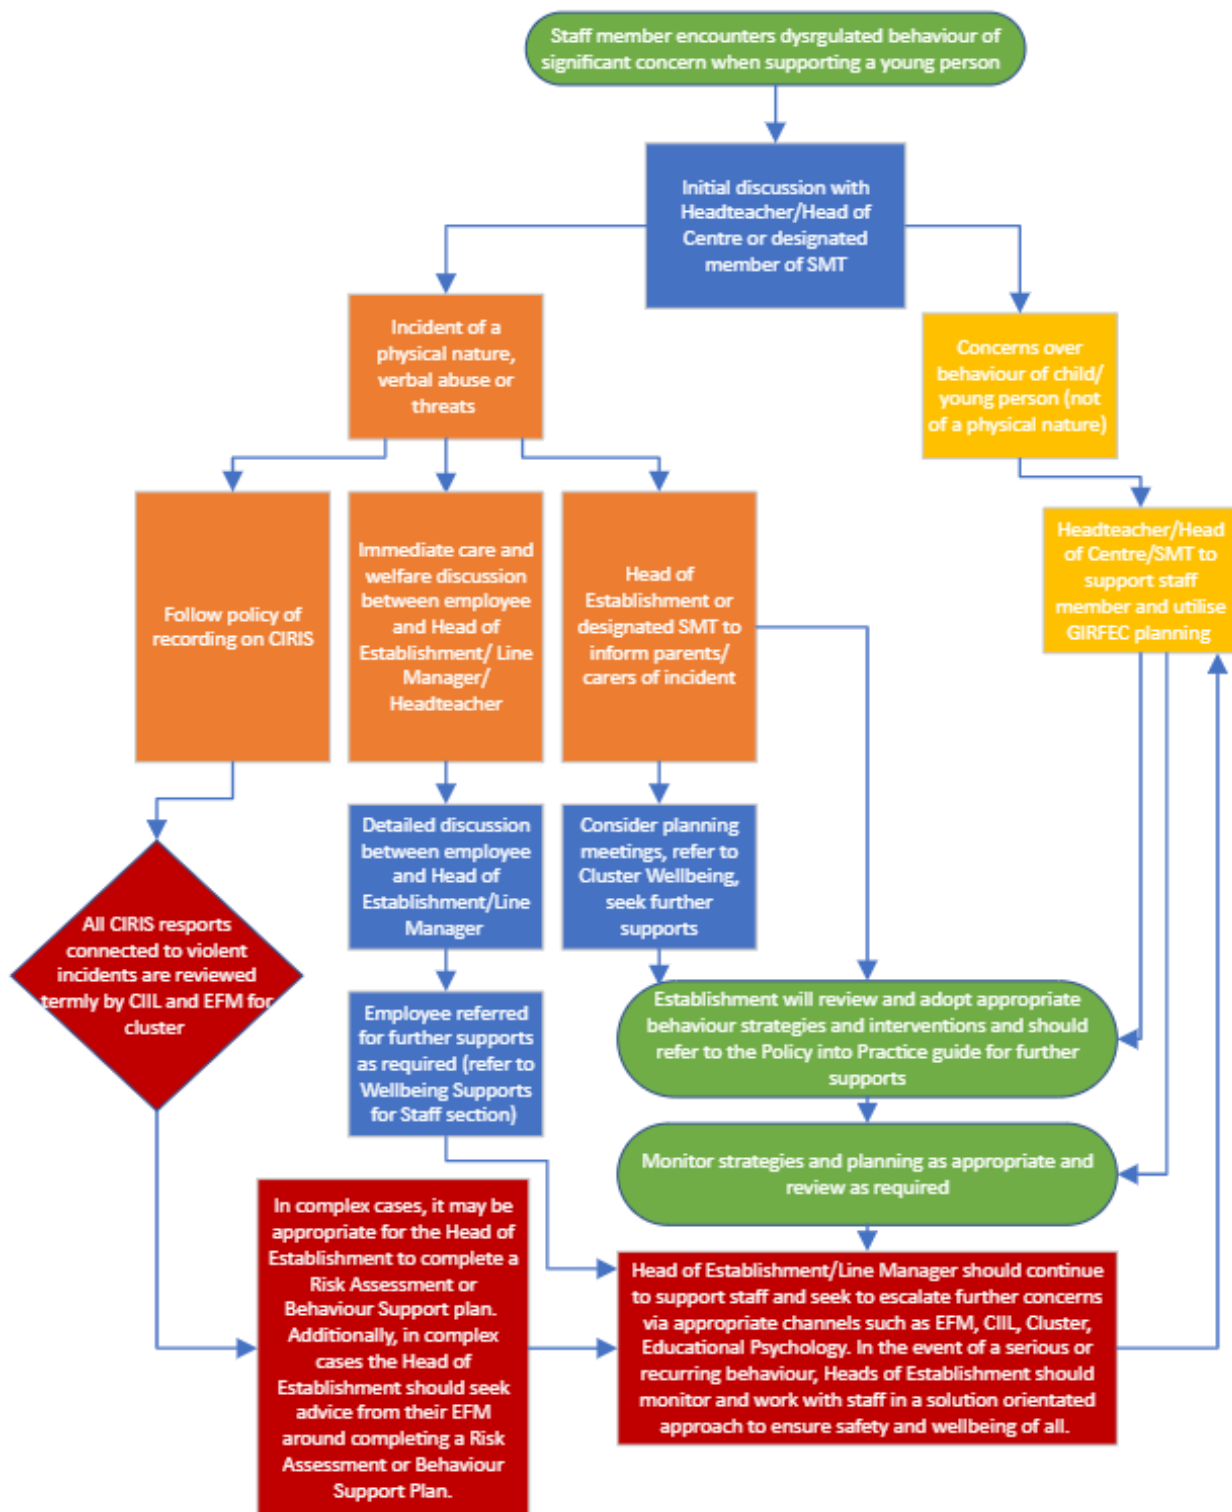 Staff member encounters dysrgulated behaviour of
significant concern when supporting a young person
Initial discussion with
Headteacher/Head of
Centre or designated
member of SMT
Incident of a
physical nature,
verbal abuse or
threats
Concerns over
behaviour of child/
young person (not
of a physical nature)
Follow policy of
recording on CIRIS
Immediate care and
welfare discussion
between employee
and Head of
Establishment/ Line
Manager/
Headteacher
Head of
Establishment or
designated SMT to
inform parents/
carers of incident
Headteacher/Head
of Centre/SMT to
support staff
member and utilise
GIRFEC planning
All CIRIS resports
connected to violent
incidents are reviewed
termly by CIIL and EFM for
cluster
Detailed discussion
between employee
and Head of
Establishment/Line
Manager
Consider planning
meetings, refer to
Cluster Wellbeing,
seek further
supports
Employee referred
for further supports
as required (refer to
Wellbeing Supports
for Staff section)
Establishment will review and adopt appropriate
behaviour strategies and interventions and should
refer to the Policy into Practice guide for further
supports
Monitor strategies and planning as appropriate and
review as required
In complex cases, it may be
appropriate for the Head of
Establishment to complete a
Risk Assessment or
Behaviour Support plan.
Additionally, in complex
cases the Head of
Establishment should seek
advice from their EFM
around completing a Risk
Assessment or Behaviour
Support Plan.
Head of Establishment/Line Manager should continue
to support staff and seek to escalate further concerns
via appropriate channels such as EFM, CIIL, Cluster,
Educational Psychology. In the event of a serious or
recurring behaviour, Heads of Establishment should
monitor and work with staff in a solution orientated
approach to ensure safety and wellbeing of all.